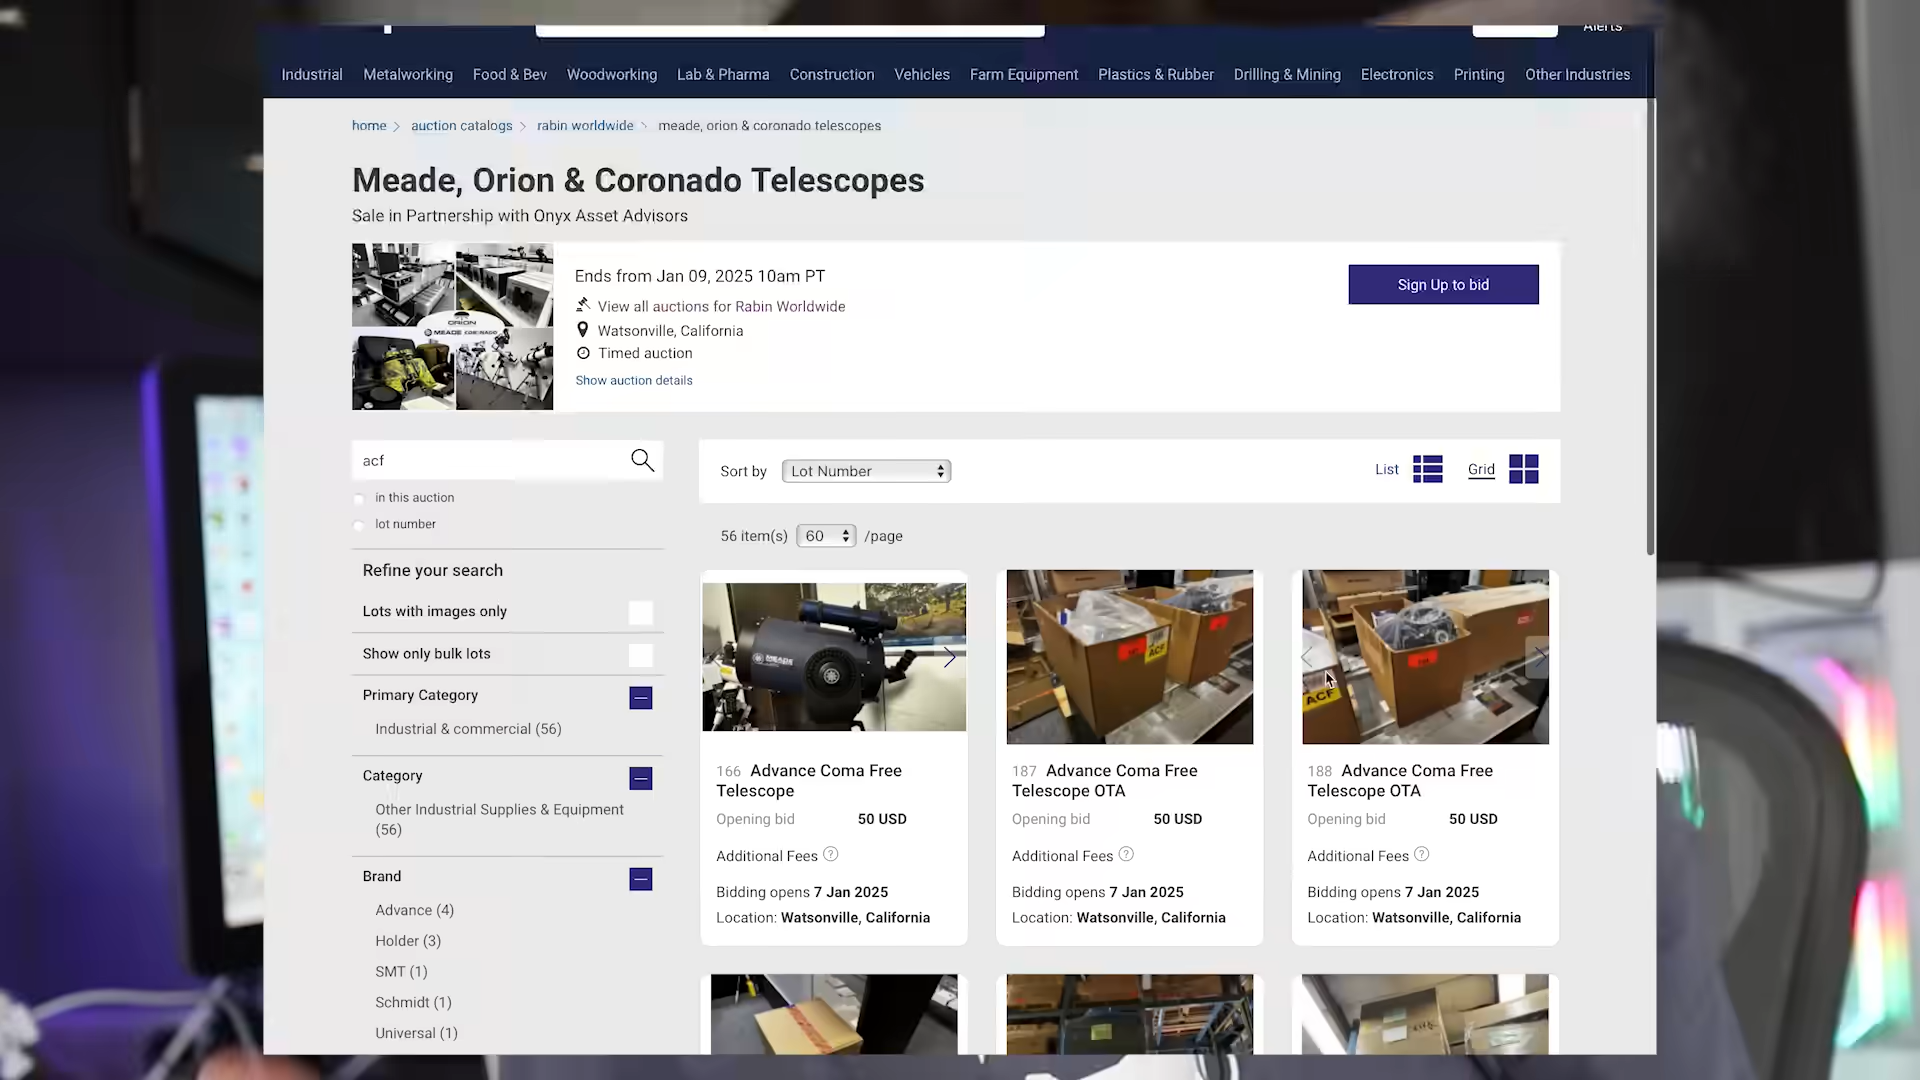 Alerts
Industrial Metalworking Food & Bev Woodworking Lab & Pharma Construction Vehicles Farm Equipment Plastics & Rubber Drilling & Mining Electronics Printing Other Industries
home > auction catalogs > rabin worldwide > meade, orion & coronado telescopes
Meade, Orion & Coronado Telescopes
Sale in Partnership with Onyx Asset Advisors
ORION
MEADE CORONADO
Ends from Jan 09, 2025 10am PT
View all auctions for Rabin Worldwide
Watsonville, California
Timed auction
Show auction details
Sign Up to bid
acf
in this auction
lot number
Sort by Lot Number
List Grid
56 item(s) 60 /page
Refine your search
Lots with images only
Show only bulk lots
Primary Category
Industrial & commercial (56)
Category
Other Industrial Supplies & Equipment
(56)
Brand
Advance (4)
Holder (3)
SMT (1)
Schmidt (1)
Universal (1)
MEADE
166 Advance Coma Free
Telescope
Opening bid 50 USD
Additional Fees ?
Bidding opens 7 Jan 2025
Location: Watsonville, California
ACF
187 Advance Coma Free
Telescope OTA
Opening bid 50 USD
Additional Fees ?
Bidding opens 7 Jan 2025
Location: Watsonville, California
ACF
188 Advance Coma Free
Telescope OTA
Opening bid 50 USD
Additional Fees ?
Bidding opens 7 Jan 2025
Location: Watsonville, California